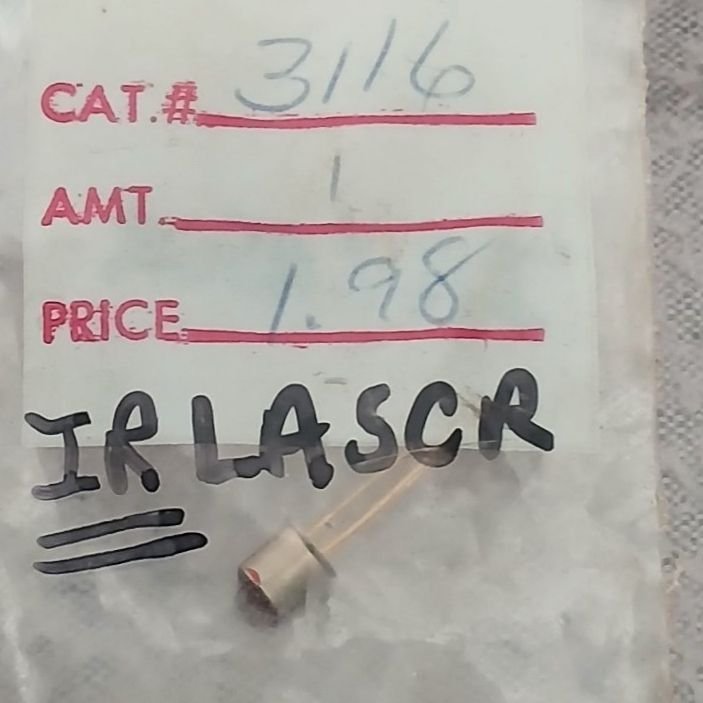 CAT.# 3116
AMT. 1
PRICE 1.98
IR LASCR